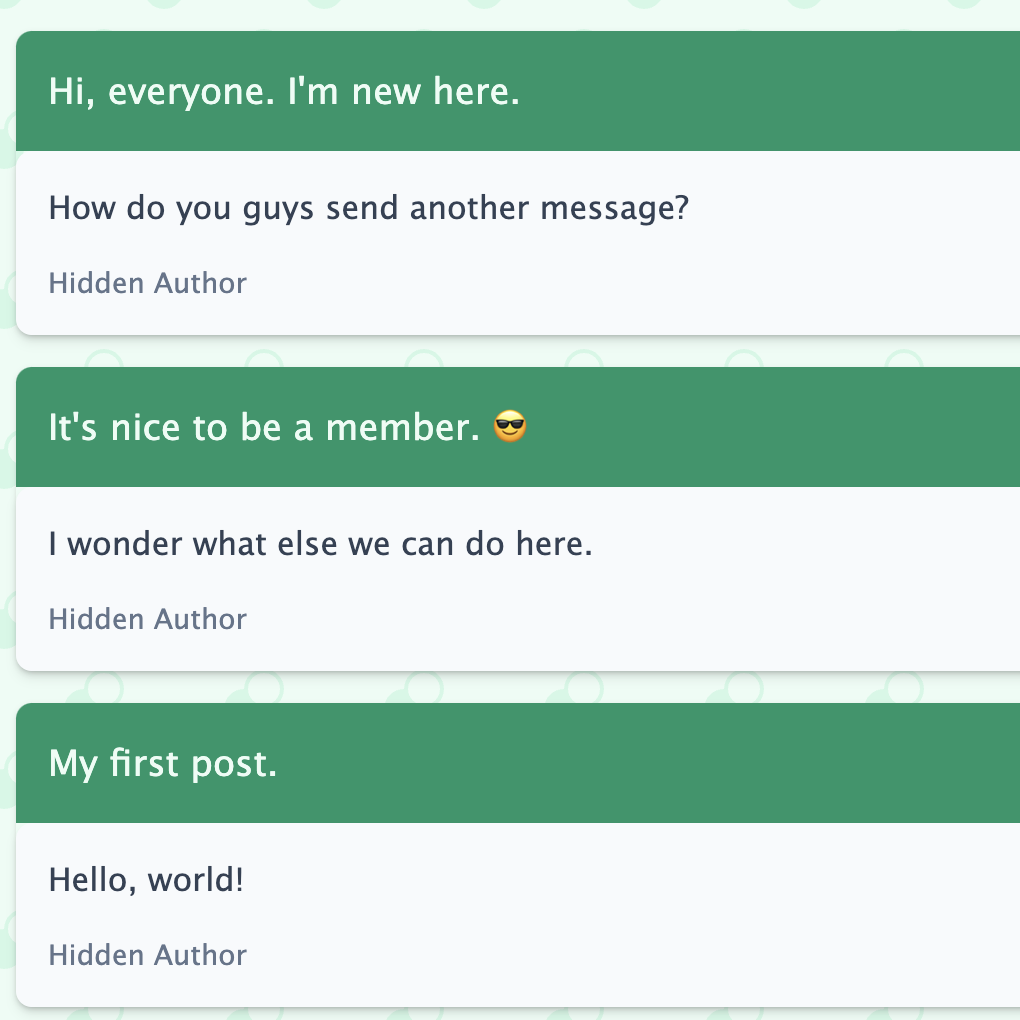 Hi, everyone. I'm new here.
How do you guys send another message?
Hidden Author
It's nice to be a member. 😎
I wonder what else we can do here.
Hidden Author
My first post.
Hello, world!
Hidden Author